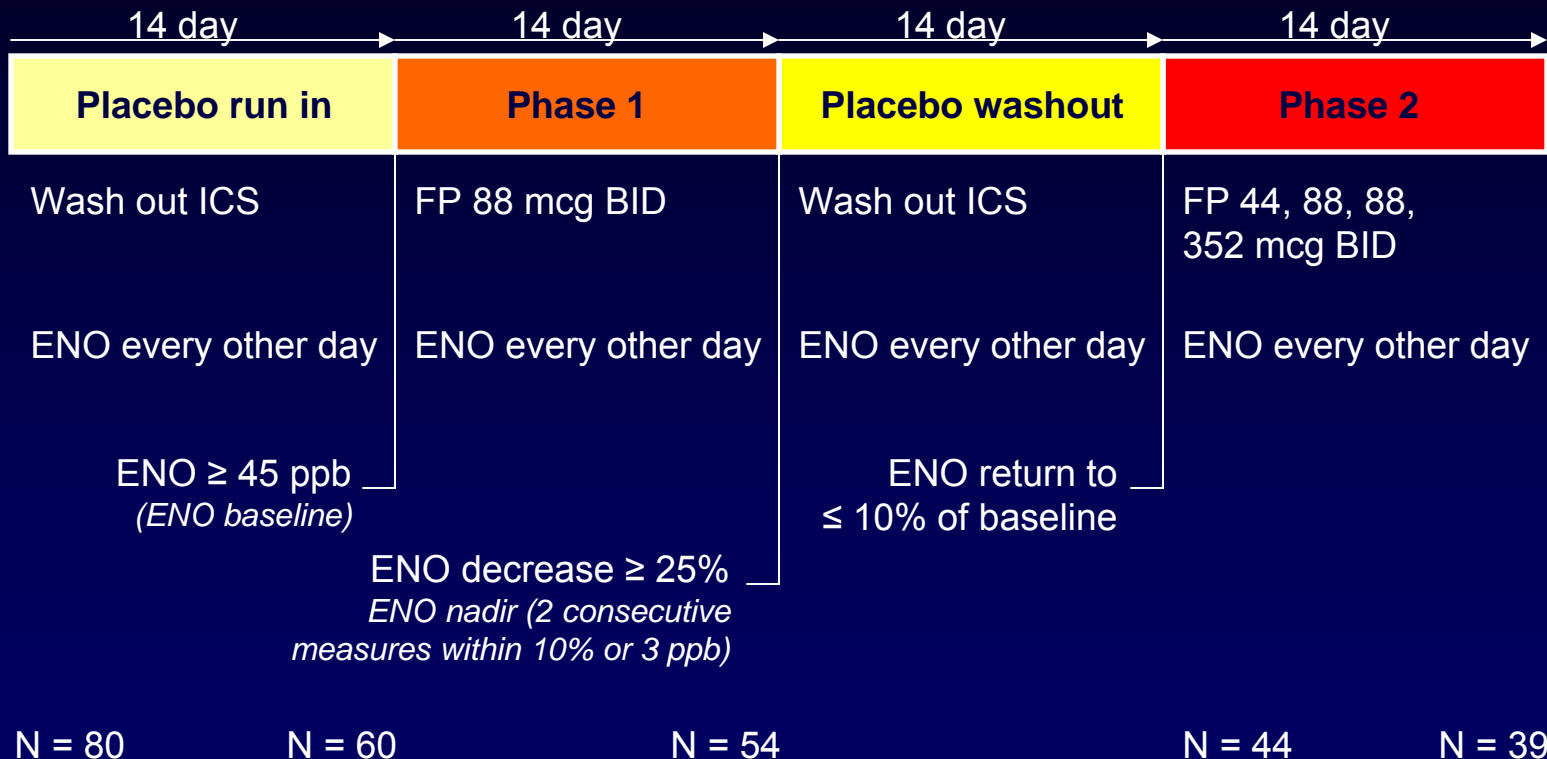 14 day
14 day
14 day
14 day
Placebo run in
Phase 1
Placebo washout
Phase 2
Wash out ICS
FP 88 mcg BID
Wash out ICS
FP 44, 88, 88,
352 mcg BID
ENO every other day
ENO every other day
ENO every other day
ENO every other day
ENO ≥ 45 ppb
(ENO baseline)
ENO return to
≤ 10% of baseline
ENO decrease ≥ 25%
ENO nadir (2 consecutive
measures within 10% or 3 ppb)
N = 80
N = 60
N = 54
N = 44
N = 39